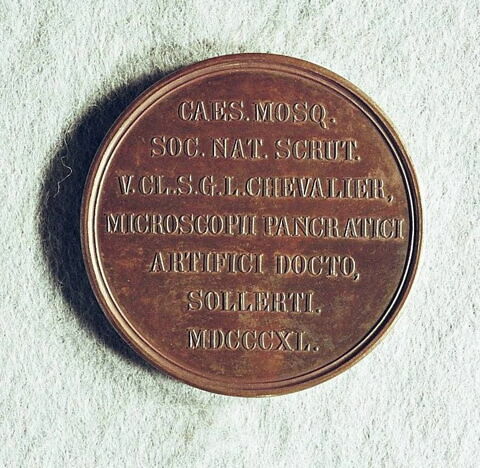 CAES. MOSQ.
SOC. NAT. SCRUT.
V. CL. S. G. L. CHEVALIER,
MICROSCOPII PANCRATICI
ARTIFICI DOCTO,
SOLLERTI.
MDCCCXL.